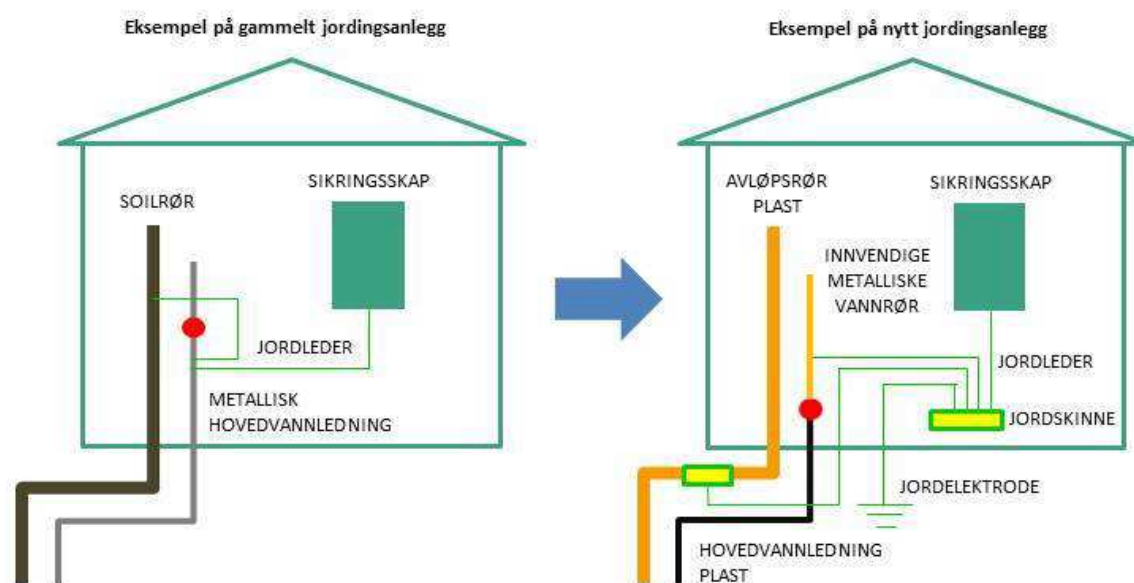 Eksempel på gammelt jordingsanlegg
SOILRØR
SIKRINGSSKAP
JORDLEDER
METALLISK
HOVEDVANNLEDNING
Eksempel på nytt jordingsanlegg
AVLØPSRØR
PLAST
SIKRINGSSKAP
INNVENDIGE
METALLISKE
VANNRØR
JORDLEDER
JORDSKINNE
JORDELEKTRODE
HOVEDVANNLEDNING
PLAST